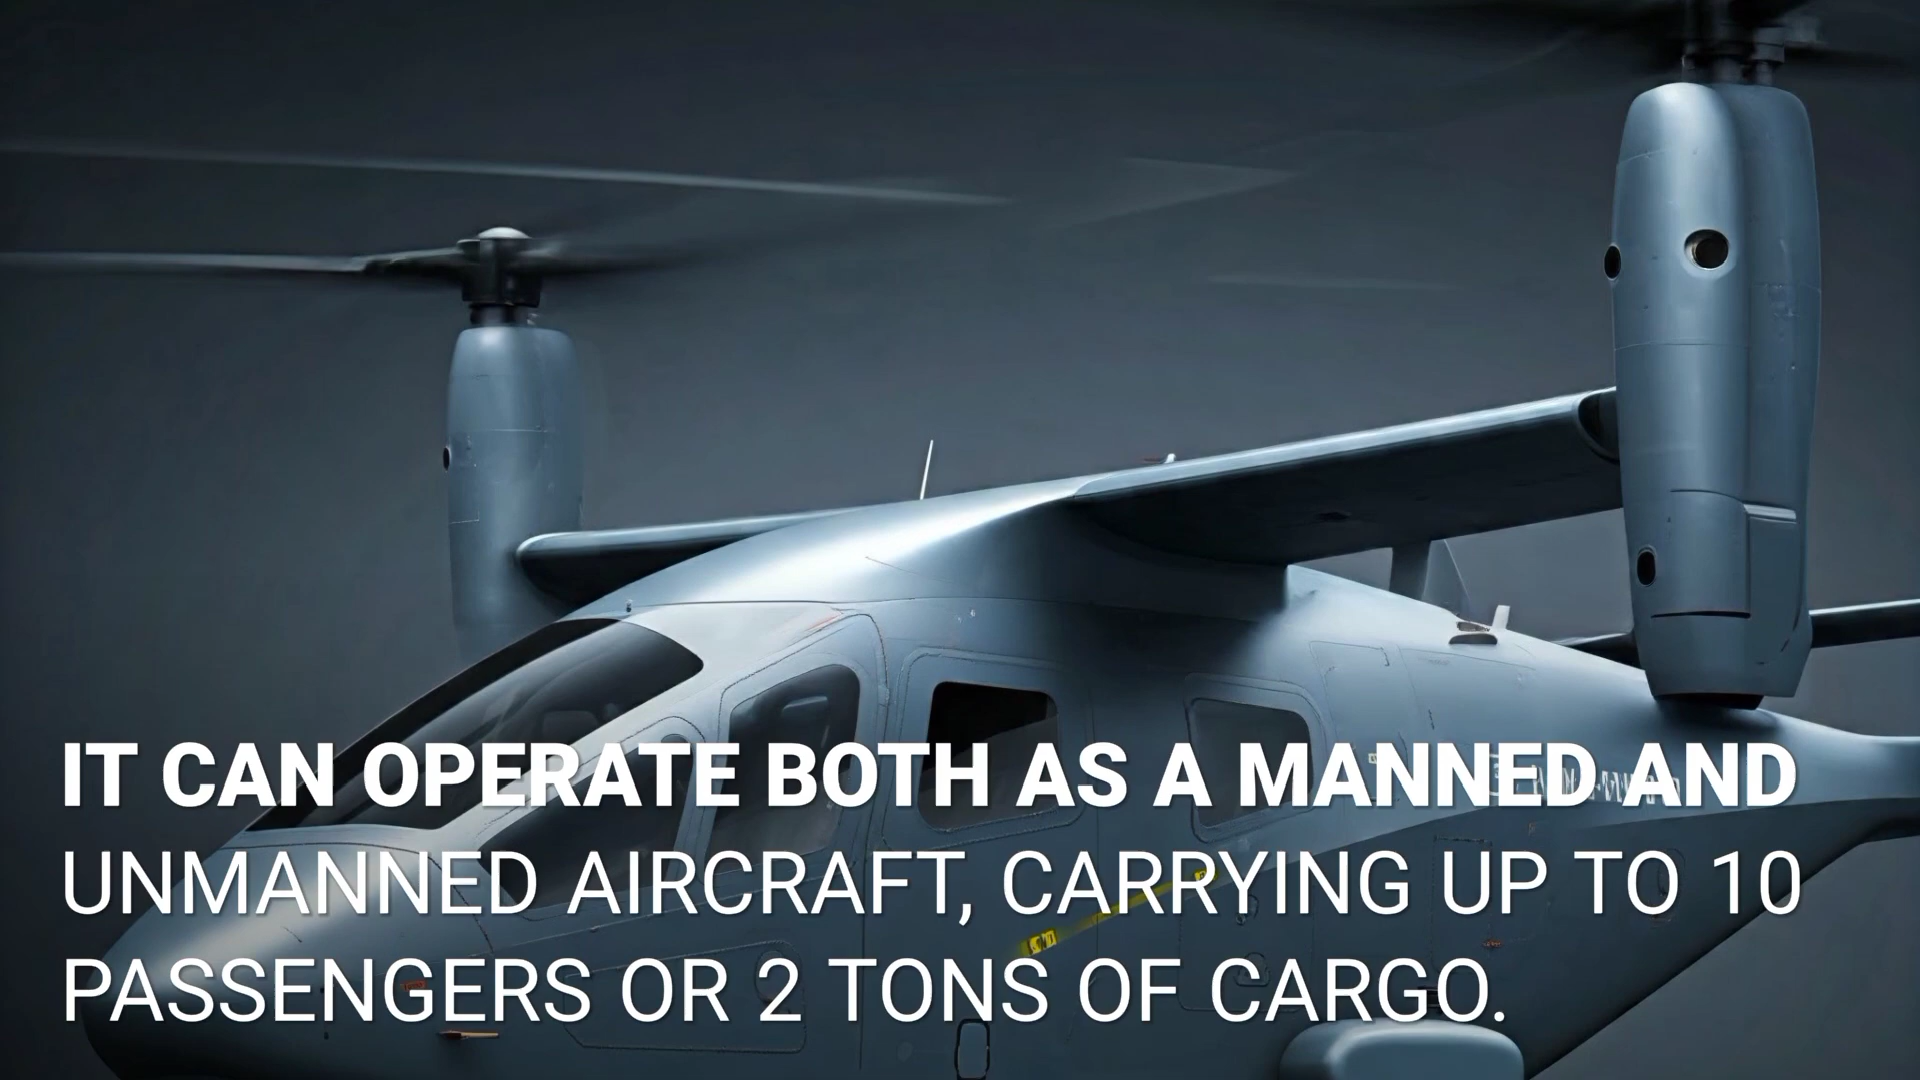 IT CAN OPERATE BOTH AS A MANNED AND
UNMANNED AIRCRAFT, CARRYING UP TO 10
PASSENGERS OR 2 TONS OF CARGO.